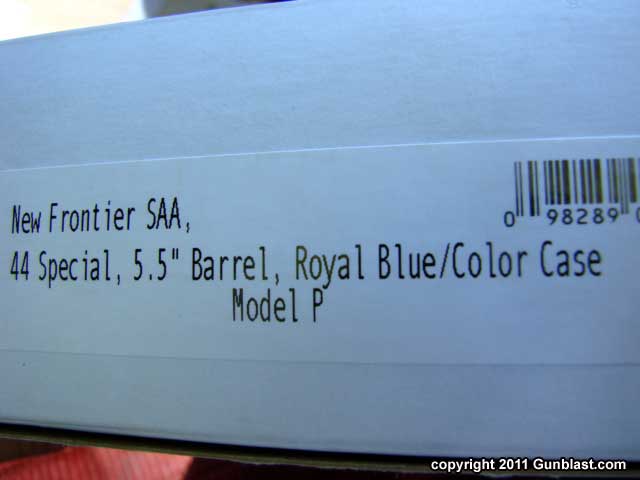 New Frontier SAA,
0 98289
44 Special, 5.5" Barrel, Royal Blue/Color Case
Model P
copyright 2011 Gunblast.com